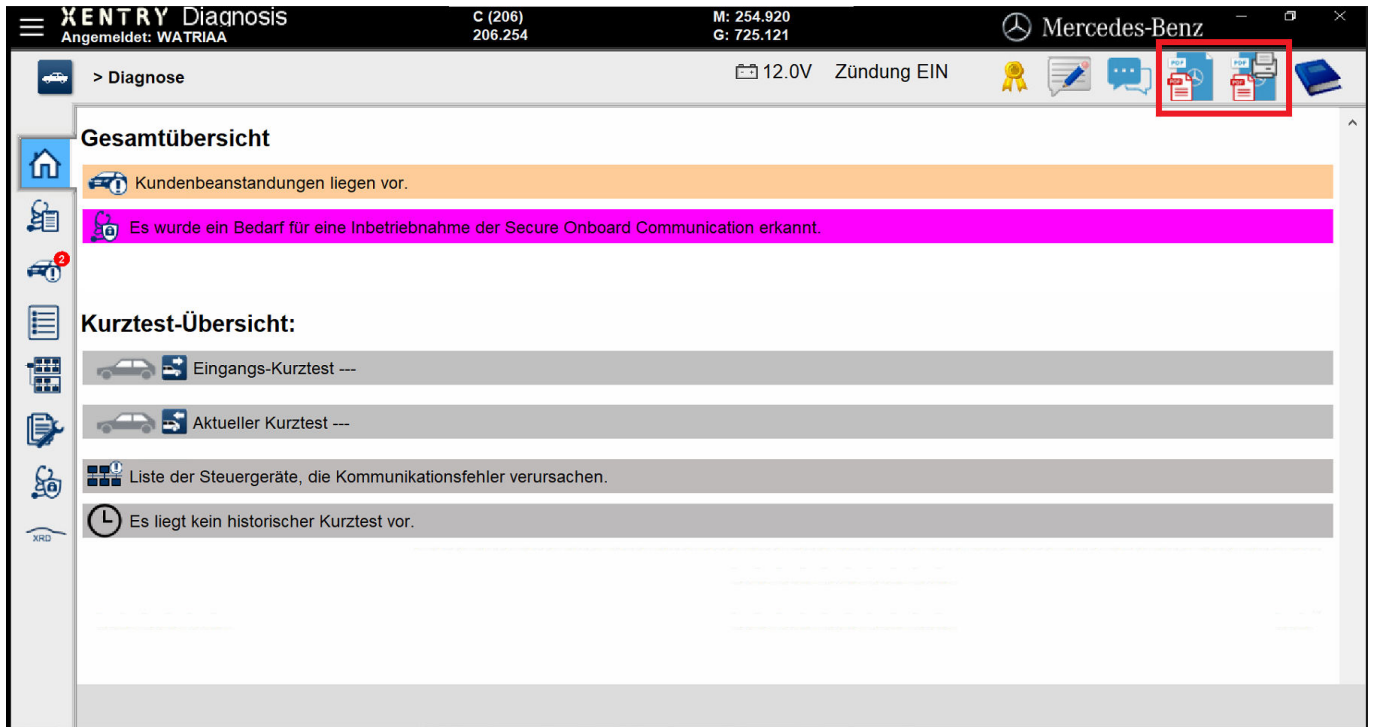 XENTRY Diagnosis
Angemeldet: WATRIAA
C (206)
206.254
M: 254.920
G: 725.121
Mercedes-Benz
> Diagnose
12.0V Zündung EIN
PDF
PDF
PDF
PDF
Gesamtübersicht
Kundenbeanstandungen liegen vor.
Es wurde ein Bedarf für eine Inbetriebnahme der Secure Onboard Communication erkannt.
2
Kurztest-Übersicht:
Eingangs-Kurztest ---
Aktueller Kurztest ---
Liste der Steuergeräte, die Kommunikationsfehler verursachen.
Es liegt kein historischer Kurztest vor.
XRD